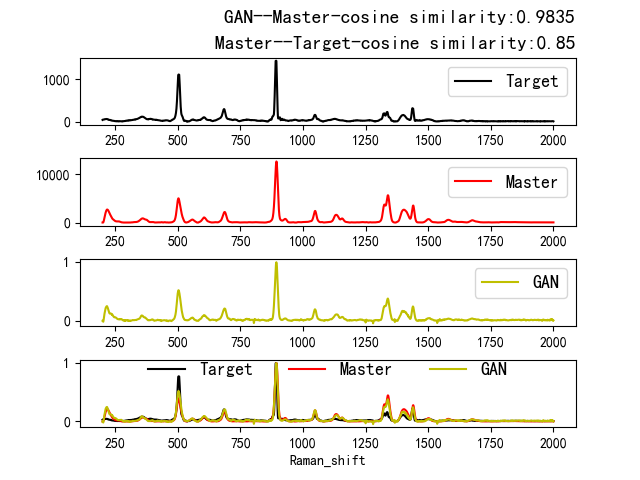 GAN--Master-cosine similarity:0.9835
Master--Target-cosine similarity:0.85
1000
0
Target
250 500 750 1000 1250 1500 1750 2000
10000
0
Master
250 500 750 1000 1250 1500 1750 2000
1
0
GAN
250 500 750 1000 1250 1500 1750 2000
1
0
Target Master GAN
250 500 750 1000 1250 1500 1750 2000
Raman_shift